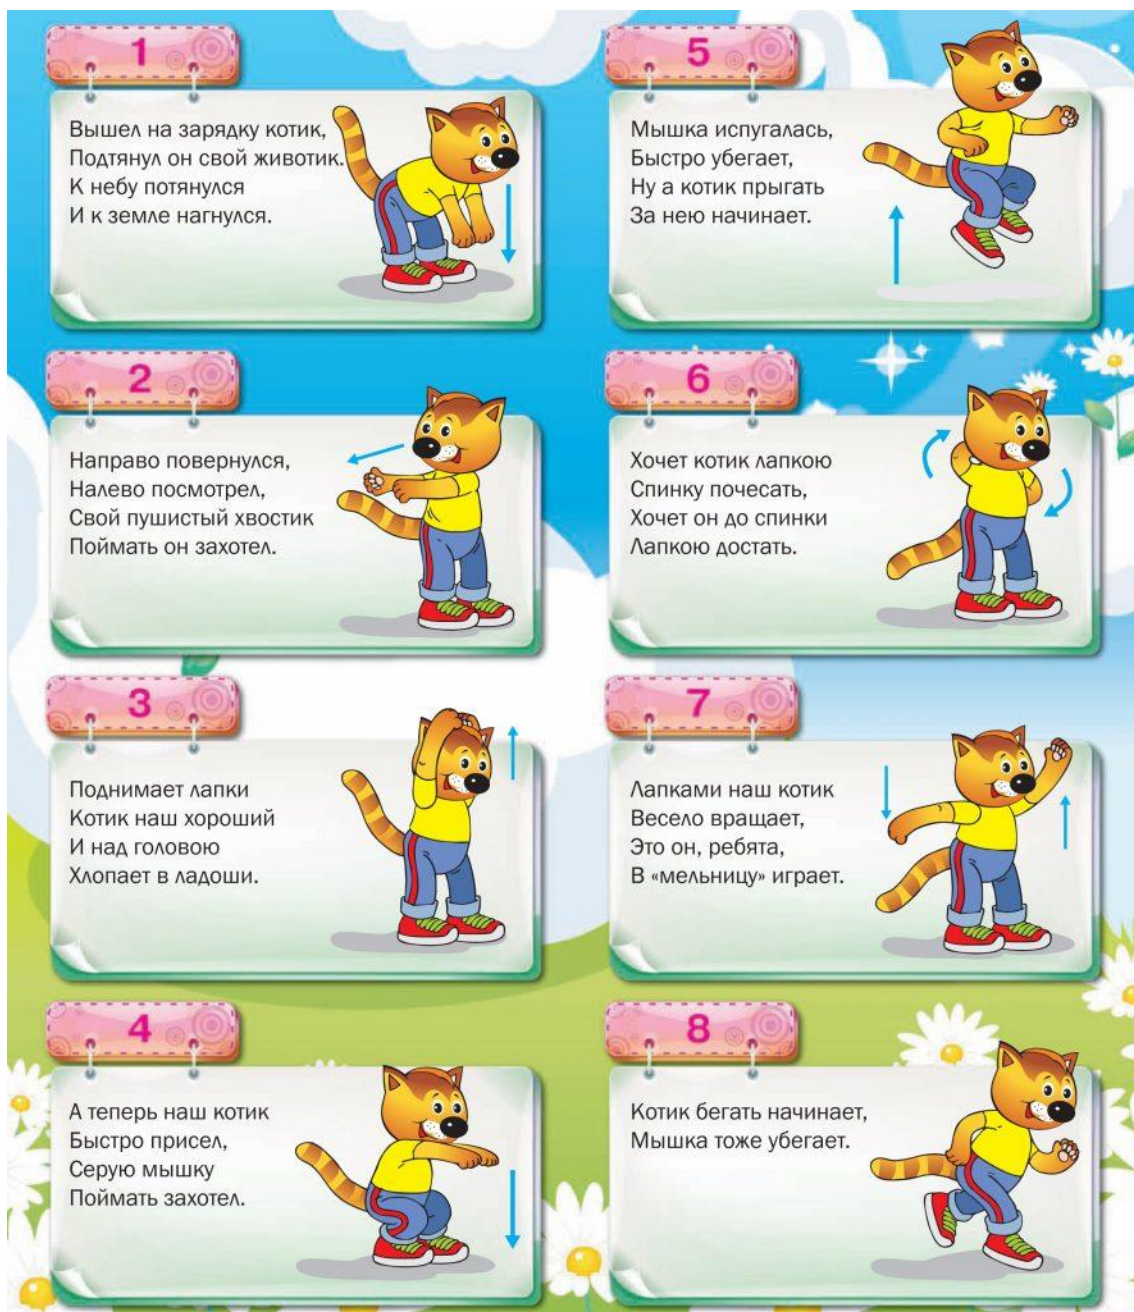 1
Вышел на зарядку котик,
Подтянул он свой животик.
К небу потянулся
И к земле нагнулся.
2
Направо повернулся,
Налево посмотрел,
Свой пушистый хвостик
Поймать он захотел.
3
Поднимает лапки
Котик наш хороший
И над головою
Хлопает в ладоши.
4
А теперь наш котик
Быстро присел,
Серую мышку
Поймать захотел.
5
Мышка испугалась,
Быстро убегает,
Ну а котик прыгать
За нею начинает.
6
Хочет котик лапкою
Спинку почесать,
Хочет он до спинки
Лапкою достать.
7
Лапками наш котик
Весело вращает,
Это он, ребята,
В «мельницу» играет.
8
Котик бегать начинает,
Мышка тоже убегает.